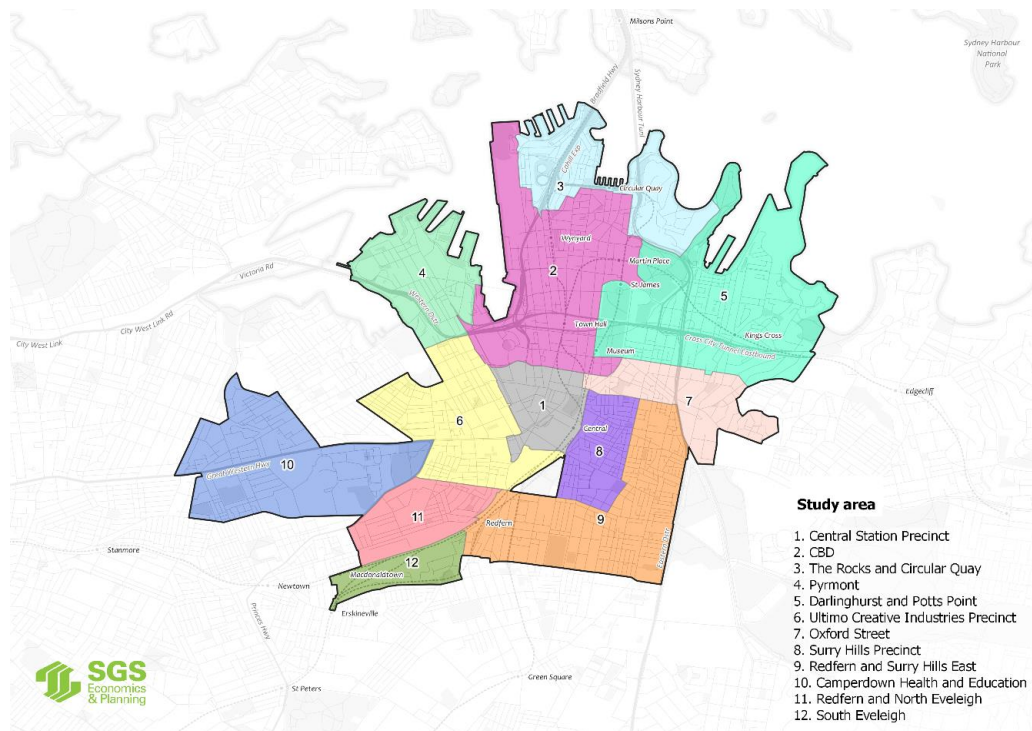 Milsons Point
Sydney Harbour
National
Park
Bradfield Hwy
Sydney Harbour Tunl
Cahill Exp
3
Circular Quay
Wynyard
Martin Place
2
St James
4
Victoria Rd
Western Dstr
5
City West Link Rd
City West Link
Town Hall
Kings Cross
Cross City Tunnel Eastbound
Museum
Edgecliff
7
1
6
Central
8
10
Great Western Hwy
11
Redfern
9
Eastern Dstr
12
Macdonaldtown
Stanmore
Newtown
Erskineville
Princes Hwy
St Peters
Green Square
Study area
1. Central Station Precinct
2. CBD
3. The Rocks and Circular Quay
4. Pyrmont
5. Darlinghurst and Potts Point
6. Ultimo Creative Industries Precinct
7. Oxford Street
8. Surry Hills Precinct
9. Redfern and Surry Hills East
10. Camperdown Health and Education
11. Redfern and North Eveleigh
12. South Eveleigh
SGS
Economics
& Planning